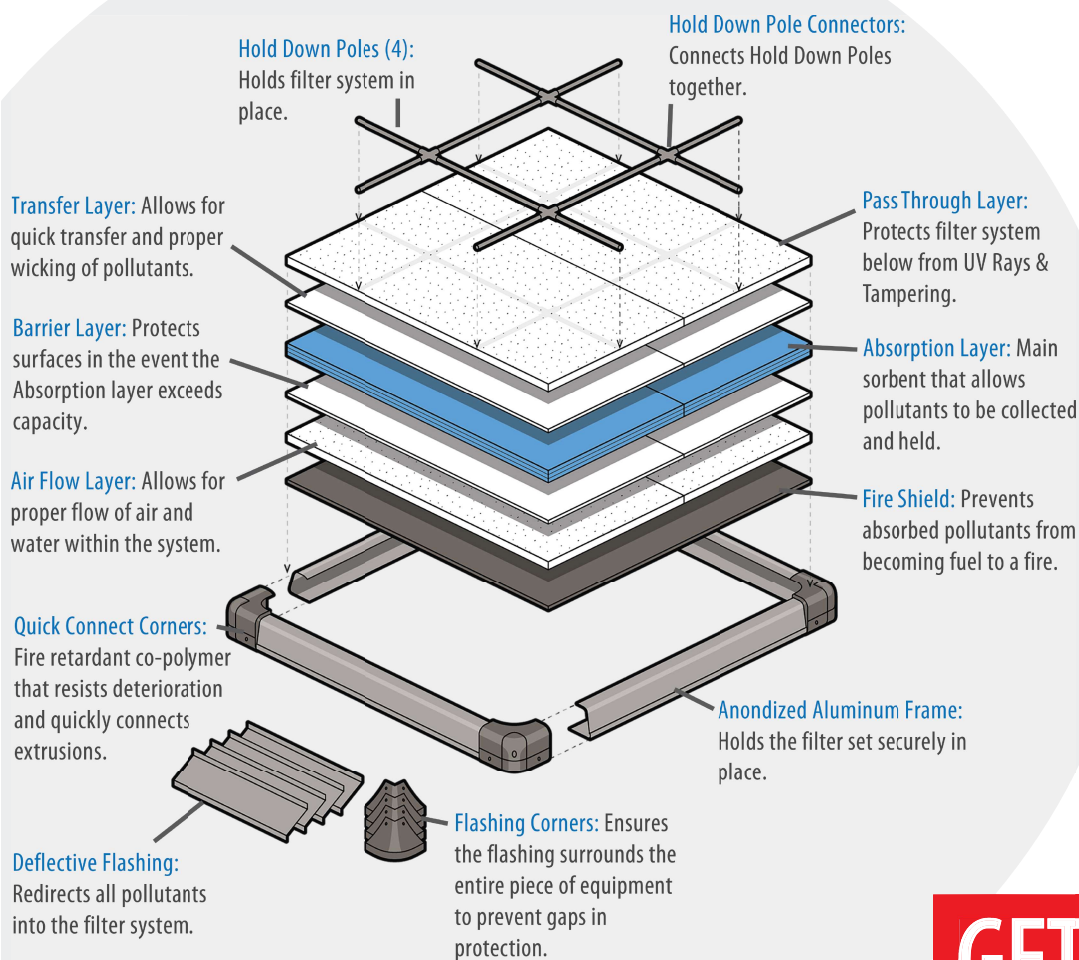 Hold Down Poles (4):
Holds filter system in
place.
Hold Down Pole Connectors:
Connects Hold Down Poles
together.
Transfer Layer: Allows for
quick transfer and proper
wicking of pollutants.
Pass Through Layer:
Protects filter system
below from UV Rays &
Tampering.
Barrier Layer: Protects
surfaces in the event the
Absorption layer exceeds
capacity.
Absorption Layer: Main
sorbent that allows
pollutants to be collected
and held.
Air Flow Layer: Allows for
proper flow of air and
water within the system.
Fire Shield: Prevents
absorbed pollutants from
becoming fuel to a fire.
Quick Connect Corners:
Fire retardant co-polymer
that resists deterioration
and quickly connects
extrusions.
Anondized Aluminum Frame:
Holds the filter set securely in
place.
Deflective Flashing:
Redirects all pollutants
into the filter system.
Flashing Corners: Ensures
the flashing surrounds the
entire piece of equipment
to prevent gaps in
protection.
GET